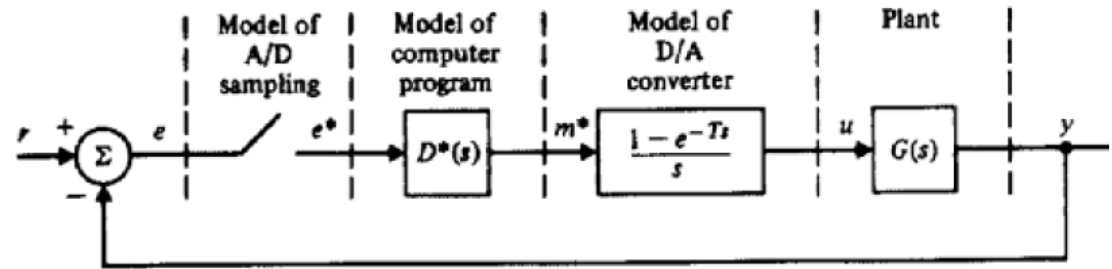 Model of
A/D
sampling
Model of
computer
program
Model of
D/A
converter
Plant
r
+
−
Σ
e
e*
D*(s)
m*
1 − e^{−Ts}
s
u
G(s)
y